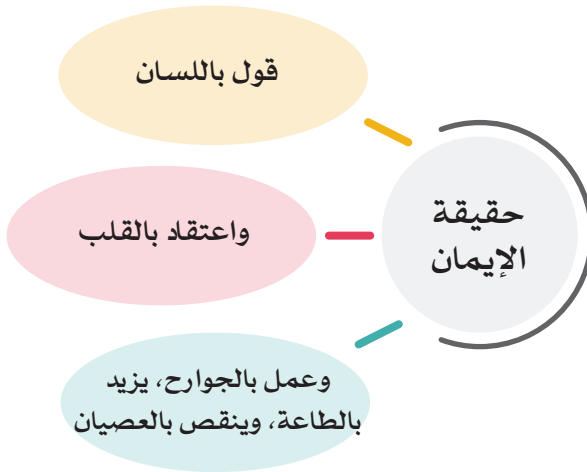 حقيقة
الإيمان
قول باللسان
واعتقاد بالقلب
وعمل بالجوارح، يزيد
بالطاعة، وينقص بالعصيان